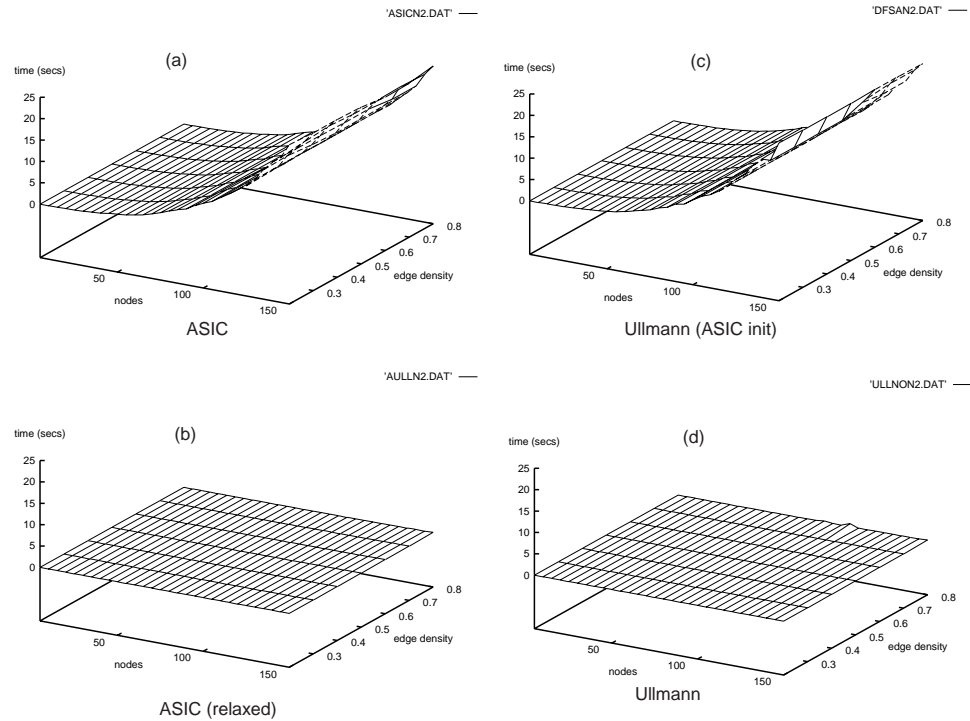 'ASICN2.DAT'
(a)
time (secs)
25
20
15
10
5
0
50
100
150
nodes
0.3
0.4
0.5
0.6
0.7
0.8
edge density
ASIC
'DFSAN2.DAT'
(c)
time (secs)
25
20
15
10
5
0
50
100
150
nodes
0.3
0.4
0.5
0.6
0.7
0.8
edge density
Ullmann (ASIC init)
'AULLN2.DAT'
(b)
time (secs)
25
20
15
10
5
0
50
100
150
nodes
0.3
0.4
0.5
0.6
0.7
0.8
edge density
ASIC (relaxed)
'ULLNON2.DAT'
(d)
time (secs)
25
20
15
10
5
0
50
100
150
nodes
0.3
0.4
0.5
0.6
0.7
0.8
edge density
Ullmann